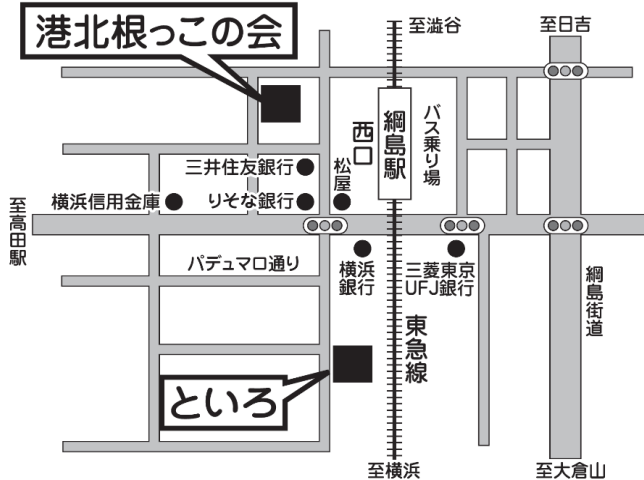 港北根っこの会
至澁谷
至日吉
西口
綱島駅
バス乗り場
三井住友銀行
松屋
横浜信用金庫
りそな銀行
至高田駅
パデュマロ通り
横浜
銀行
三菱東京
UFJ銀行
綱島街道
東急線
といろ
至横浜
至大倉山